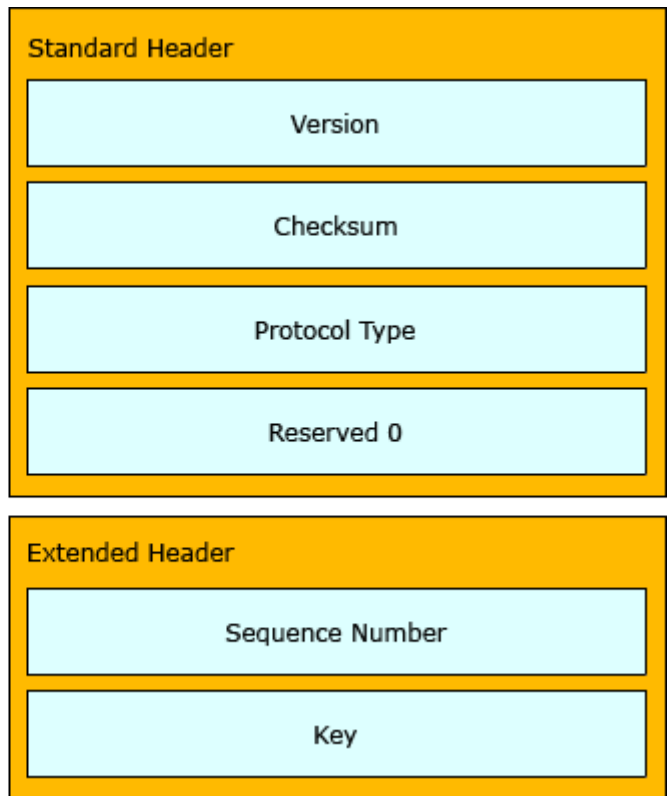 Standard Header
Version
Checksum
Protocol Type
Reserved 0
Extended Header
Sequence Number
Key